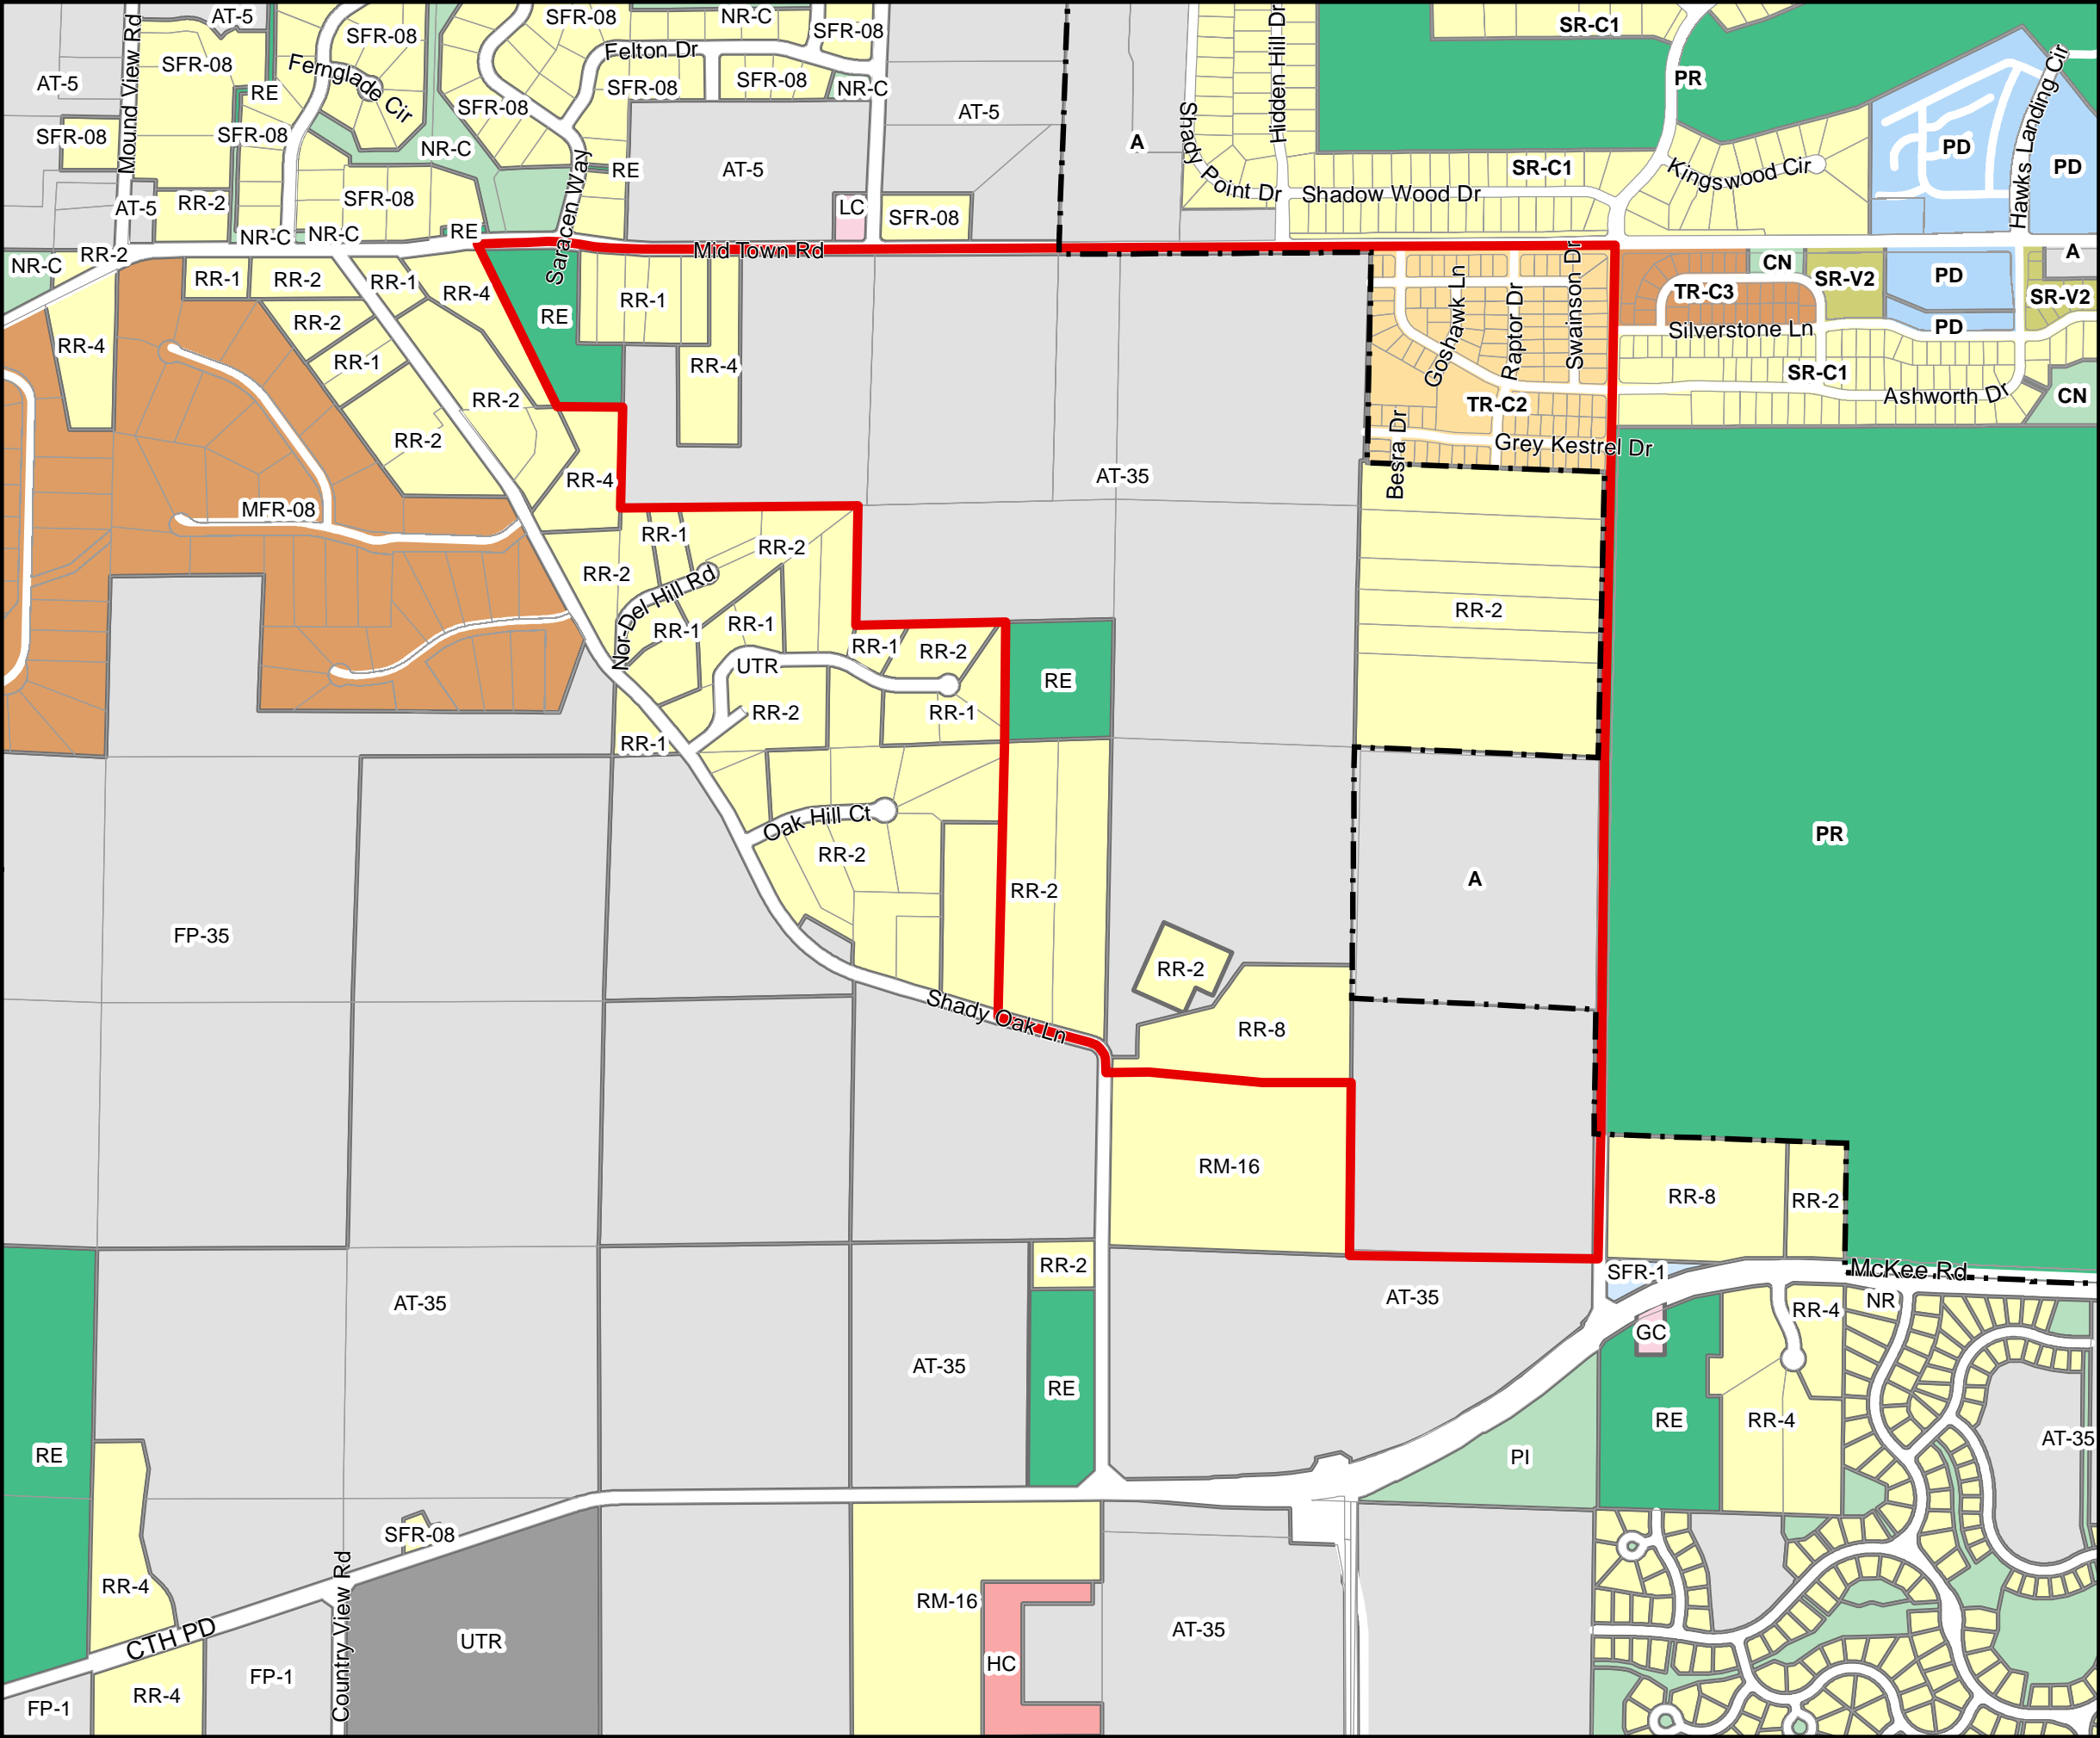 AT-5
SFR-08
SFR-08
NR-C
SFR-08
SR-C1
Mound View Rd
SFR-08
Fernglade Cir
Felton Dr
Hidden Hill Dr
AT-5
RE
SFR-08
SFR-08
SFR-08
NR-C
PR
Hawks Landing Cir
SFR-08
SFR-08
SFR-08
AT-5
A
Shady Point Dr
PD
NR-C
RE
AT-5
SR-C1
Kingswood Cir
PD
AT-5
RR-2
SFR-08
Saracen Way
LC
SFR-08
Shadow Wood Dr
NR-C
NR-C
RE
RR-2
Mid Town Rd
NR-C
RR-1
RR-2
RR-1
RR-4
RR-1
CN
A
TR-C3
SR-V2
PD
SR-V2
RR-2
RE
Goshawk Ln
Raptor Dr
Swainson Dr
Silverstone Ln
PD
RR-4
RR-1
RR-4
SR-C1
RR-2
TR-C2
Ashworth Dr
CN
RR-2
Besra Dr
Grey Kestrel Dr
RR-4
AT-35
MFR-08
RR-1
RR-2
RR-2
Nor-Del Hill Rd
RR-2
RR-1
RR-1
RR-1
RR-2
UTR
RE
RR-2
RR-1
RR-1
Oak Hill Ct
PR
RR-2
RR-2
A
FP-35
RR-2
Shady Oak Ln
RR-8
RM-16
RR-8
RR-2
RR-2
SFR-1
McKee Rd
AT-35
AT-35
NR
RR-4
GC
AT-35
RE
RE
RR-4
AT-35
RE
PI
SFR-08
RR-4
RM-16
CTH PD
Country View Rd
UTR
AT-35
HC
FP-1
RR-4
FP-1